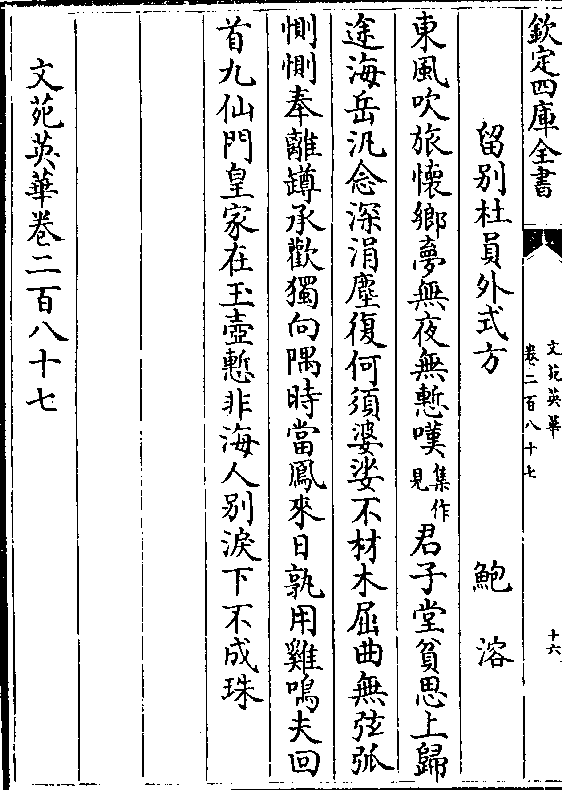 欽定四庫全書
文苑英華
卷二百八十七
十六
留別杜員外式方 鮑溶
東風吹旅懷鄉夢無夜無慙嘆集作見君子堂貧思上歸
途海岳汎念深涓塵復何須婆娑不材木屈曲無弦弧
惻惻奉離罇承歡獨向隅時當鳳來日孰用雞鳴夫回
首九仙門皇家在玉壺慙非海人别淚下不成珠
文苑英華卷二百八十七